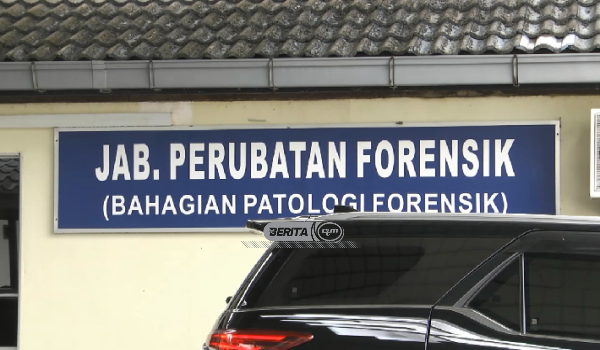 JAB. PERUBATAN FORENSIK
(BAHAGIAN PATOLOGI FORENSIK)
BERITA